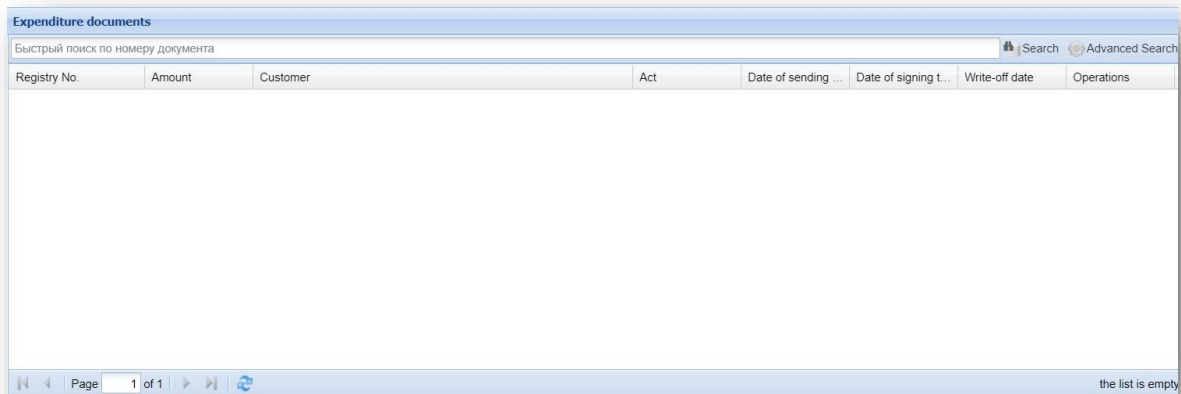 Expenditure documents
Быстрый поиск по номеру документа Search Advanced Search
Registry No. Amount Customer Act Date of sending ... Date of signing t... Write-off date Operations
Page 1 of 1 the list is empty